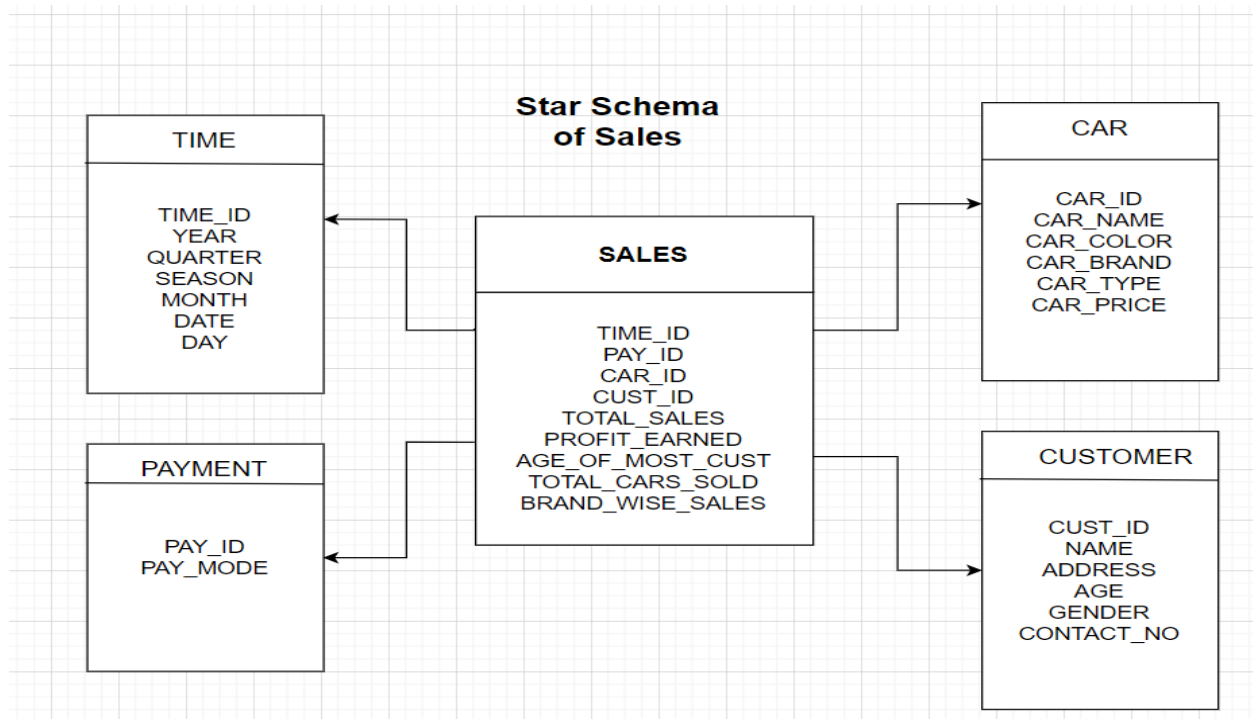 Star Schema
of Sales
TIME
TIME_ID
YEAR
QUARTER
SEASON
MONTH
DATE
DAY
PAYMENT
PAY_ID
PAY_MODE
SALES
TIME_ID
PAY_ID
CAR_ID
CUST_ID
TOTAL_SALES
PROFIT_EARNED
AGE_OF_MOST_CUST
TOTAL_CARS_SOLD
BRAND_WISE_SALES
CAR
CAR_ID
CAR_NAME
CAR_COLOR
CAR_BRAND
CAR_TYPE
CAR_PRICE
CUSTOMER
CUST_ID
NAME
ADDRESS
AGE
GENDER
CONTACT_NO